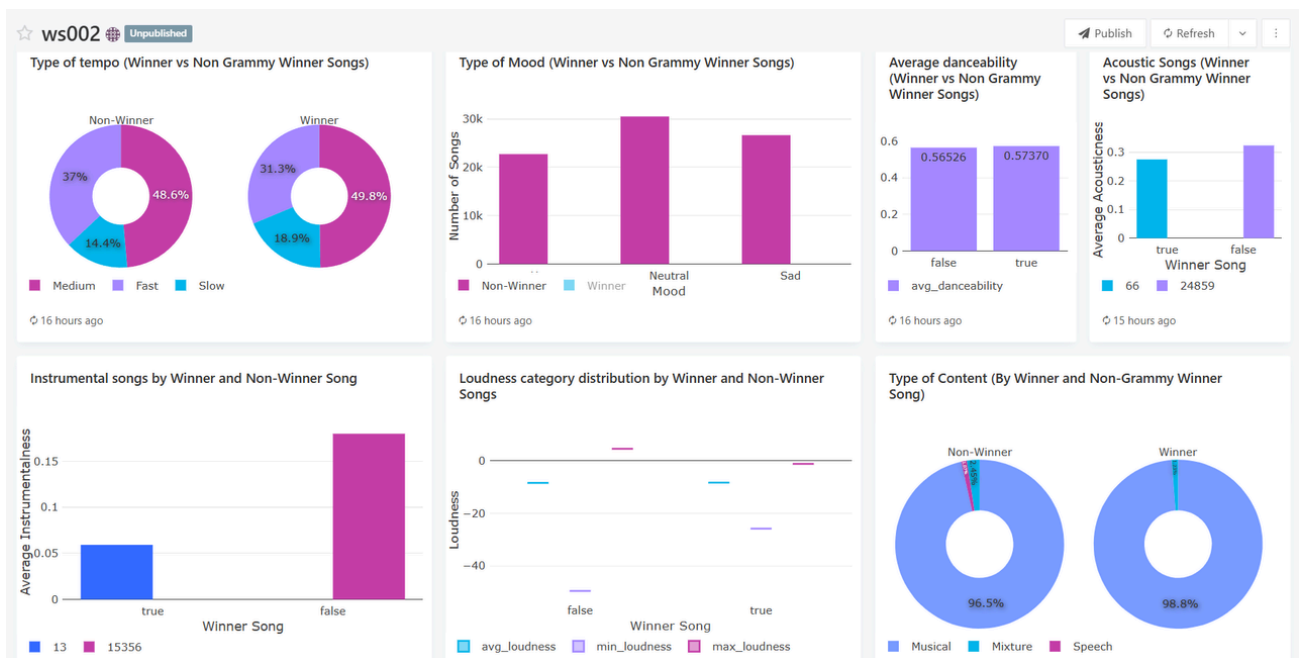 ws002 Unpublished
Publish
Refresh
Type of tempo (Winner vs Non Grammy Winner Songs)
Non-Winner
Winner
37%
48.6%
14.4%
31.3%
49.8%
18.9%
Medium Fast Slow
16 hours ago
Type of Mood (Winner vs Non Grammy Winner Songs)
Number of Songs
30k
20k
10k
0
Neutral
Sad
Mood
Non-Winner Winner
16 hours ago
Average danceability
(Winner vs Non Grammy
Winner Songs)
0.6
0.4
0.2
0
0.56526
0.57370
false
true
avg_danceability
16 hours ago
Acoustic Songs (Winner
vs Non Grammy Winner
Songs)
Average Acousticness
0.3
0.2
0.1
0
true
false
Winner Song
66 24859
15 hours ago
Instrumental songs by Winner and Non-Winner Song
Average Instrumentalness
0.15
0.1
0.05
0
true
false
Winner Song
13 15356
Loudness category distribution by Winner and Non-Winner
Songs
Loudness
0
−20
−40
false
true
Winner Song
avg_loudness min_loudness max_loudness
Type of Content (By Winner and Non-Grammy Winner
Song)
Non-Winner
Winner
2.45%
96.5%
98.8%
Musical Mixture Speech